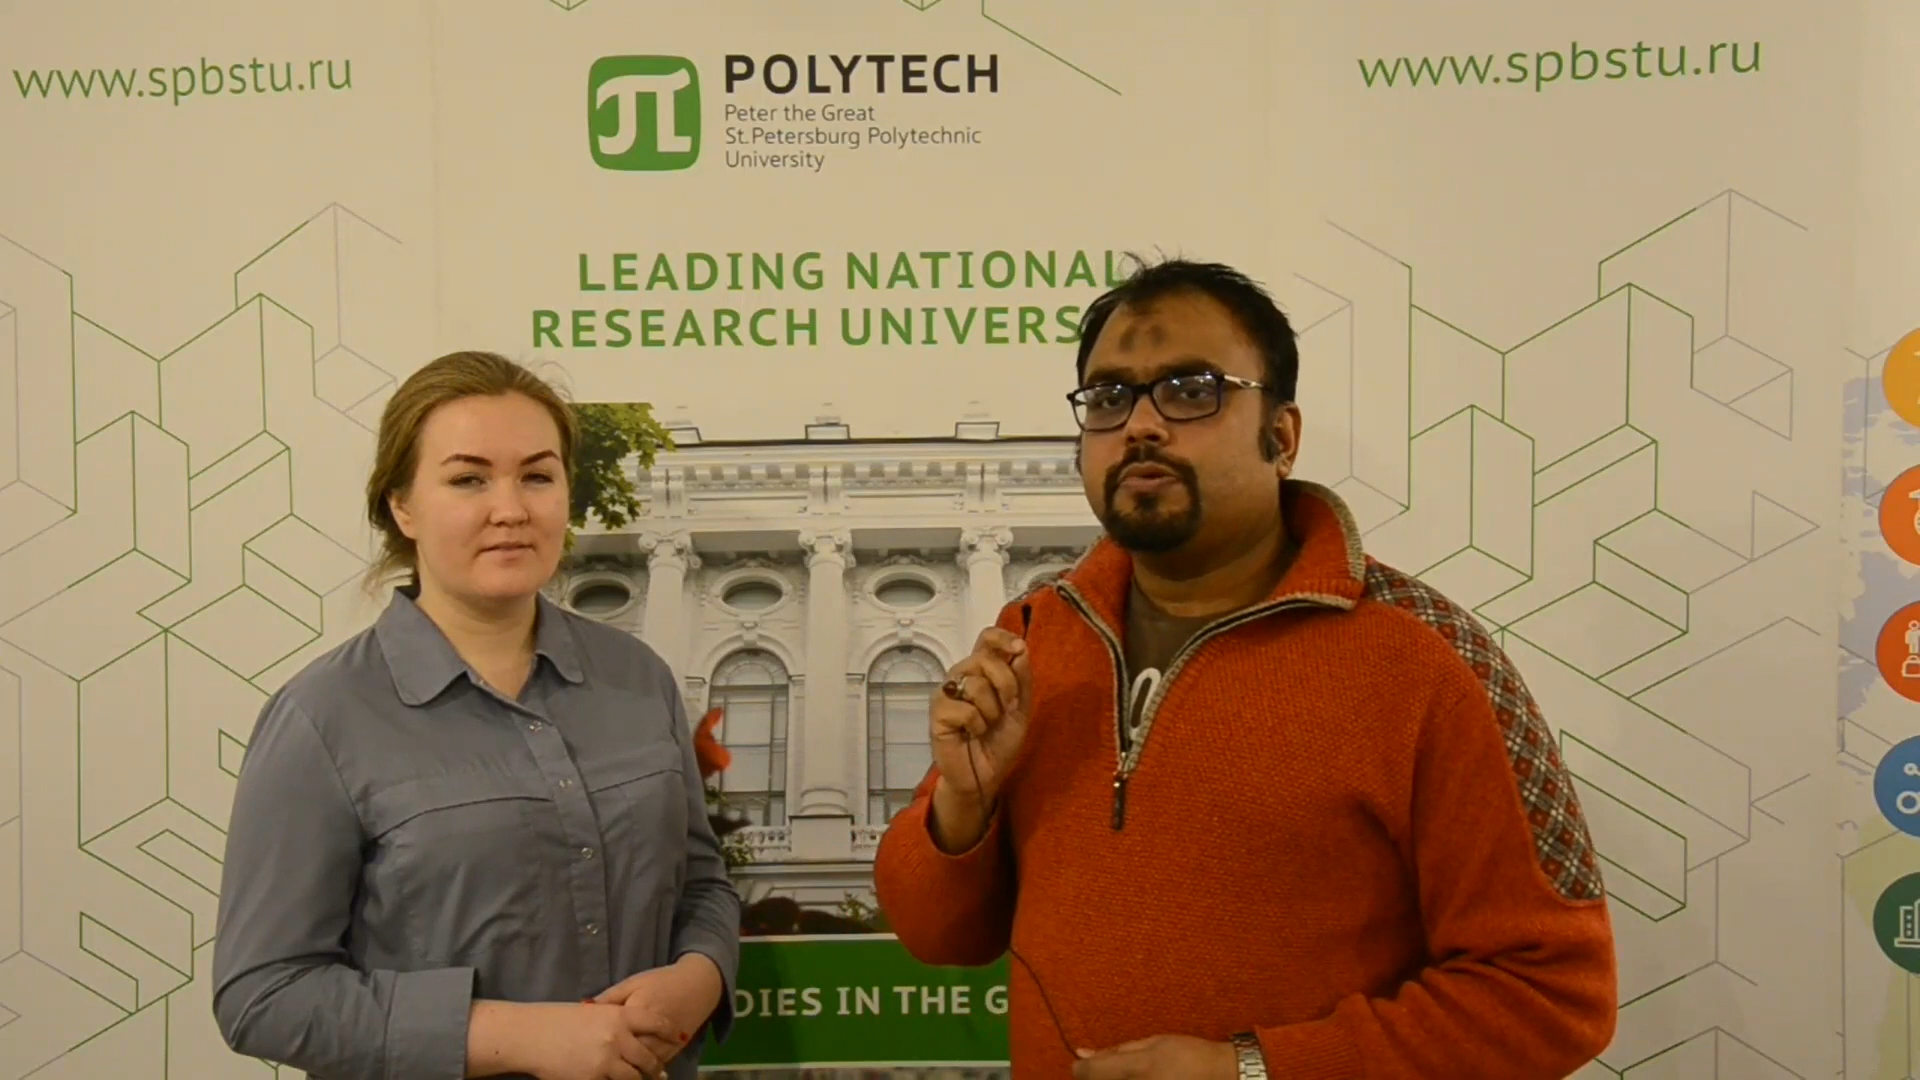 www.spbstu.ru
POLYTECH
Peter the Great
St.Petersburg Polytechnic
University
www.spbstu.ru
LEADING NATIONAL
RESEARCH UNIVERS
DIES IN THE G